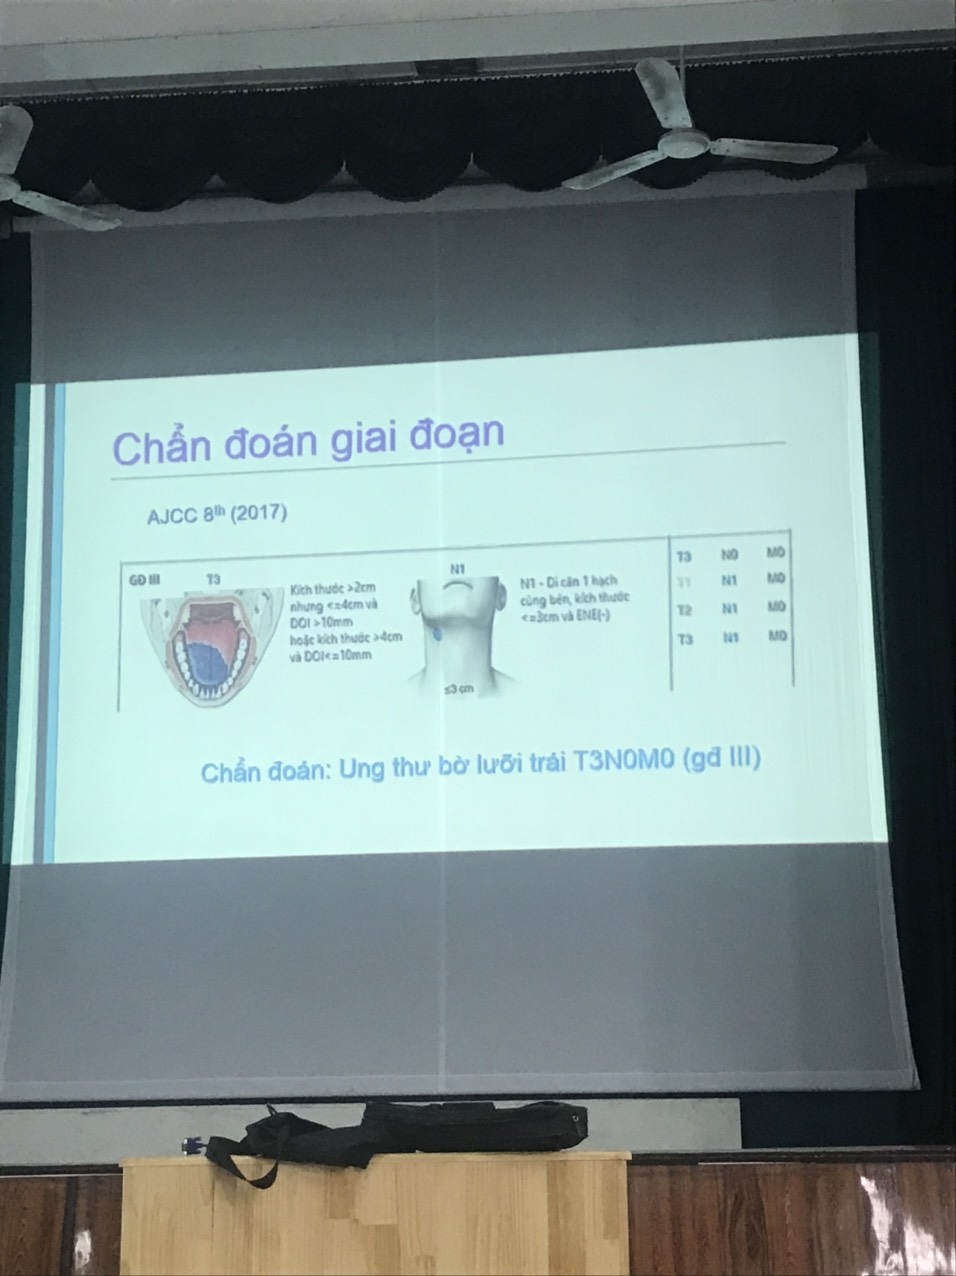 Chẩn đoán giai đoạn
AJCC 8th (2017)
GĐ III
T3
Kích thước >2cm
nhưng <=4cm và
DOI >10mm
hoặc kích thước >4cm
và DOI<=10mm
N1
≤3 cm
N1 - Di căn 1 hạch
cùng bên, kích thước
<=3cm và ENE(-)
T3 N0 M0
T1 N1 M0
T2 N1 M0
T3 N1 M0
Chẩn đoán: Ung thư bờ lưỡi trái T3N0M0 (gđ III)